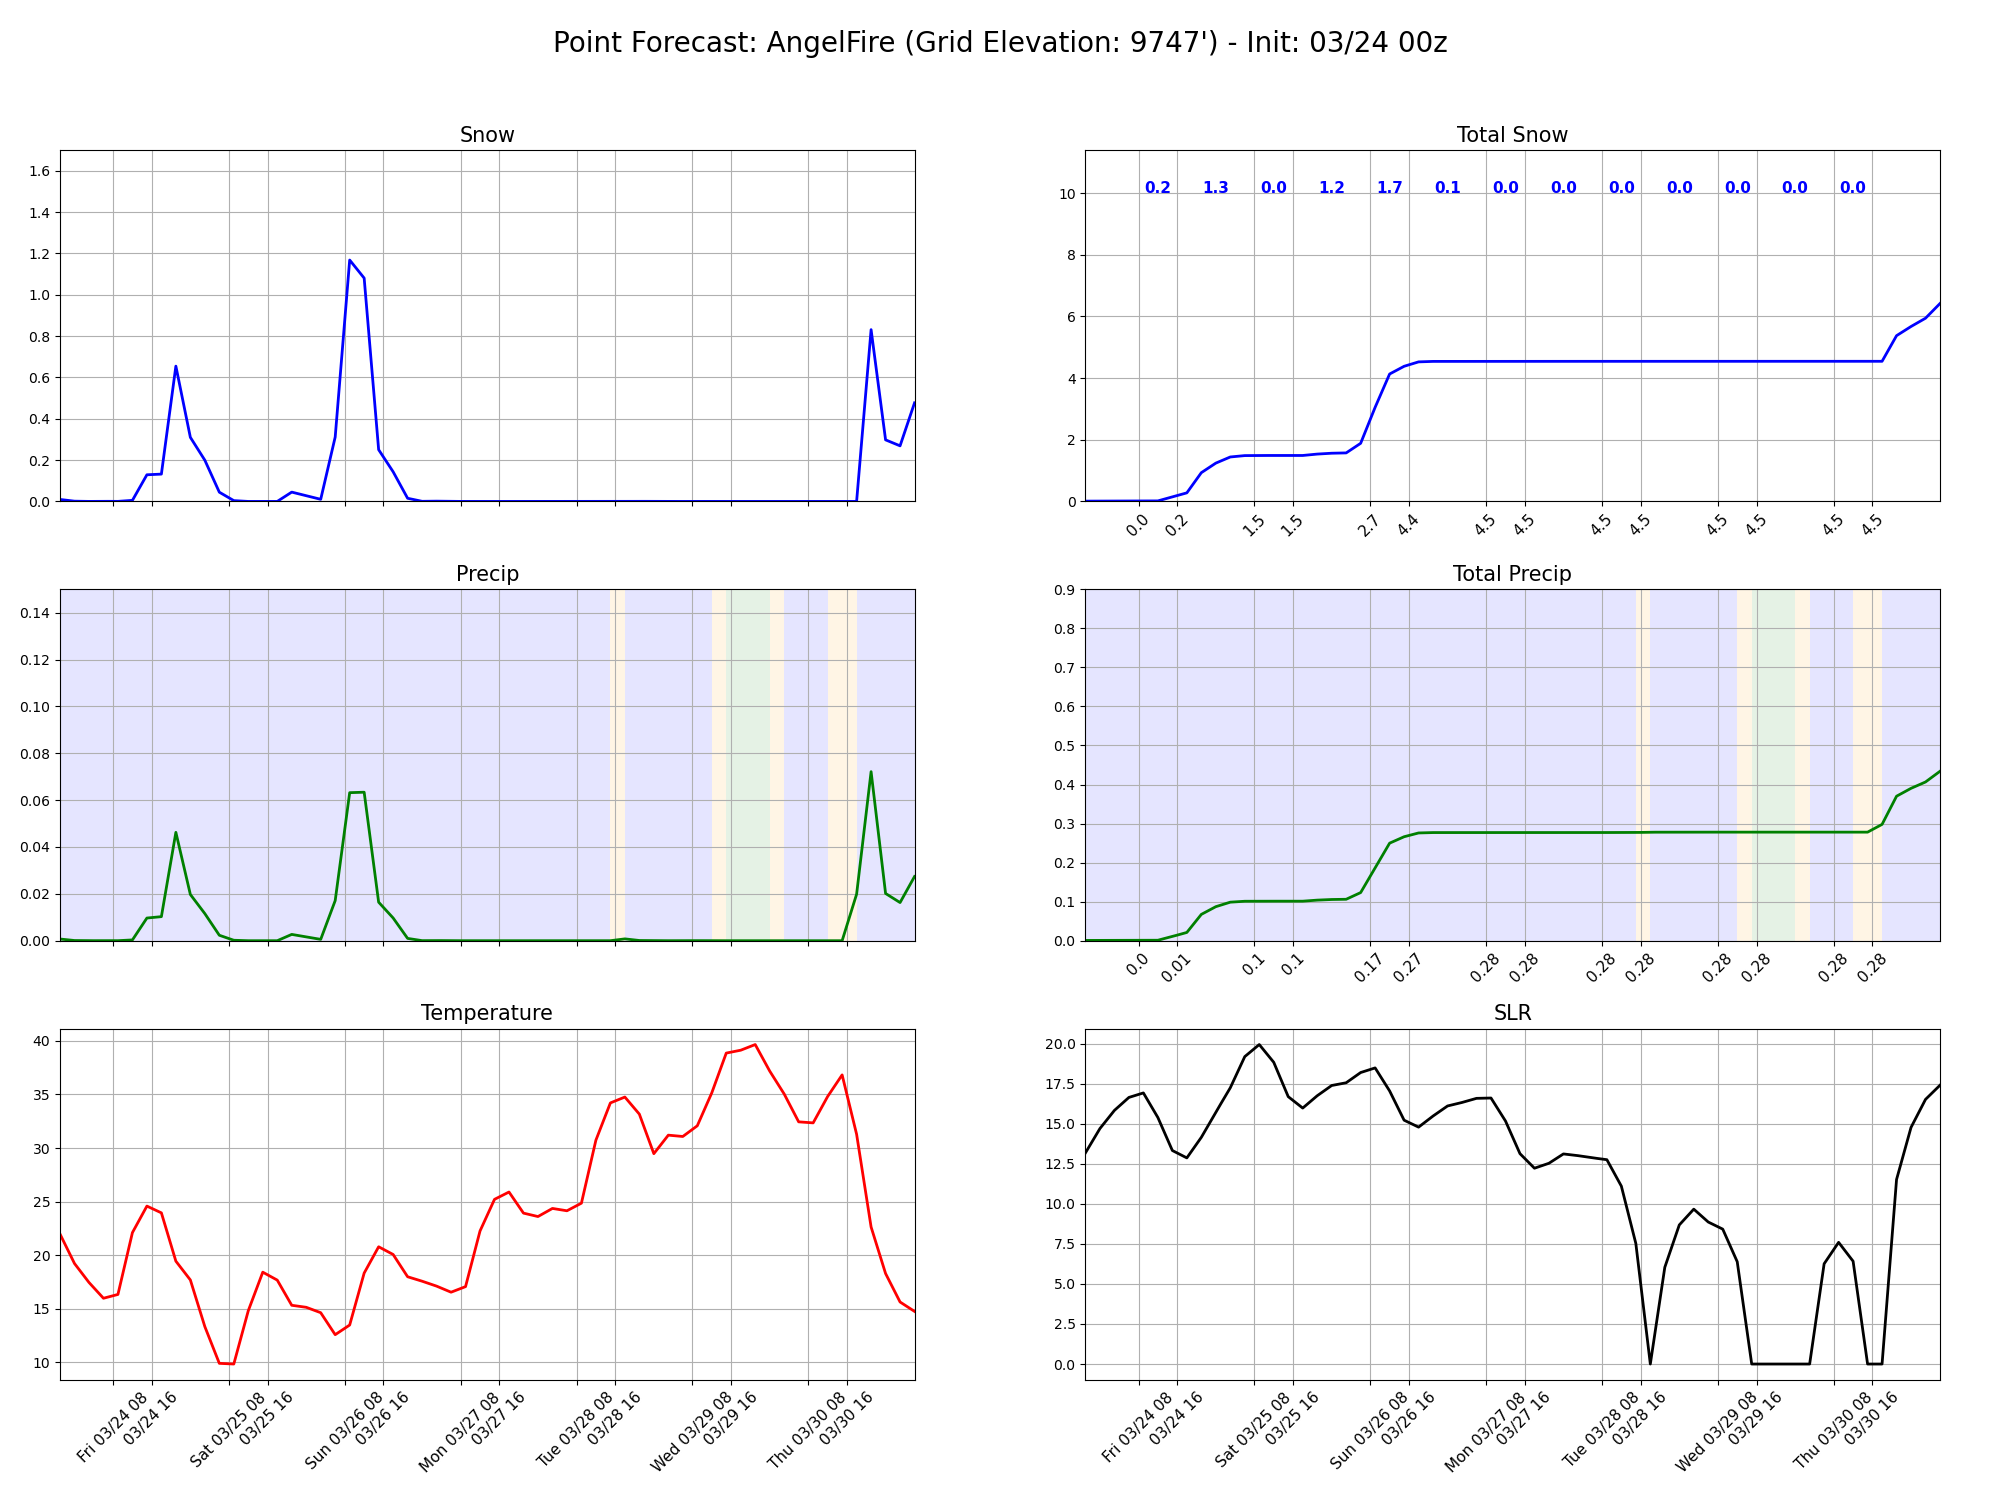 Point Forecast: AngelFire (Grid Elevation: 9747') - Init: 03/24 00z
Snow
1.6
1.4
1.2
1.0
0.8
0.6
0.4
0.2
0.0
Total Snow
0.2 1.3 0.0 1.2 1.7 0.1 0.0 0.0 0.0 0.0 0.0 0.0 0.0
10
8
6
4
2
0
0.0 0.2 1.5 1.5 2.7 4.4 4.5 4.5 4.5 4.5 4.5 4.5 4.5 4.5
Precip
0.14
0.12
0.10
0.08
0.06
0.04
0.02
0.00
Total Precip
0.9
0.8
0.7
0.6
0.5
0.4
0.3
0.2
0.1
0.0
0.0 0.01 0.1 0.1 0.17 0.27 0.28 0.28 0.28 0.28 0.28 0.28 0.28 0.28
Temperature
40
35
30
25
20
15
10
Fri 03/24 08
03/24 16
Sat 03/25 08
03/25 16
Sun 03/26 08
03/26 16
Mon 03/27 08
03/27 16
Tue 03/28 08
03/28 16
Wed 03/29 08
03/29 16
Thu 03/30 08
03/30 16
SLR
20.0
17.5
15.0
12.5
10.0
7.5
5.0
2.5
0.0
Fri 03/24 08
03/24 16
Sat 03/25 08
03/25 16
Sun 03/26 08
03/26 16
Mon 03/27 08
03/27 16
Tue 03/28 08
03/28 16
Wed 03/29 08
03/29 16
Thu 03/30 08
03/30 16